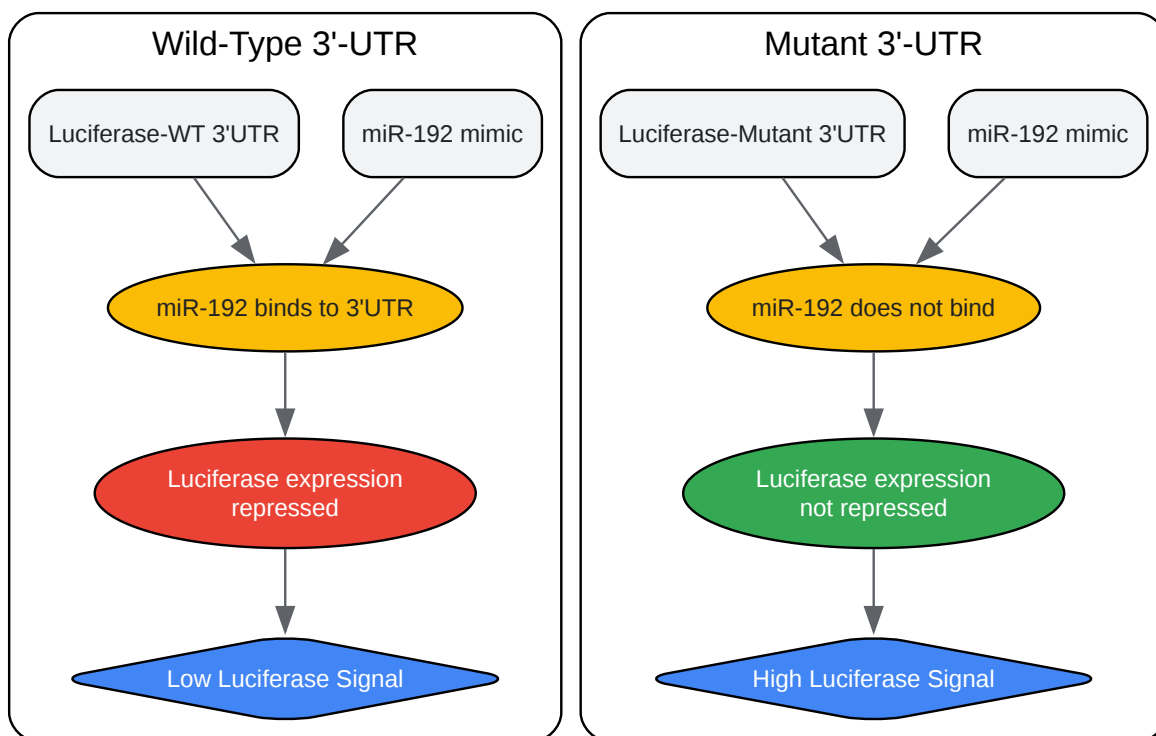 Wild-Type 3'-UTR
Luciferase-WT 3'UTR
miR-192 mimic
miR-192 binds to 3'UTR
Luciferase expression
repressed
Low Luciferase Signal
Mutant 3'-UTR
Luciferase-Mutant 3'UTR
miR-192 mimic
miR-192 does not bind
Luciferase expression
not repressed
High Luciferase Signal